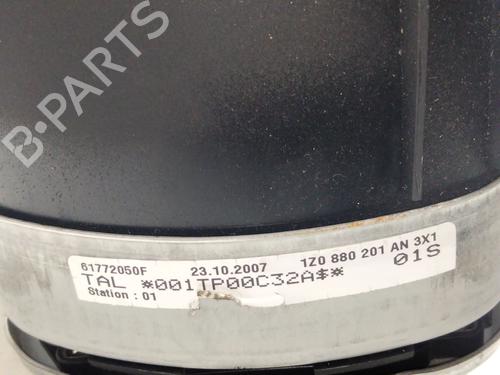 B-PARTS
61772050F 23.10.2007 1Z0 880 201 AN 3X1
TAL *001TP00C32A$* 01S
Station : 01